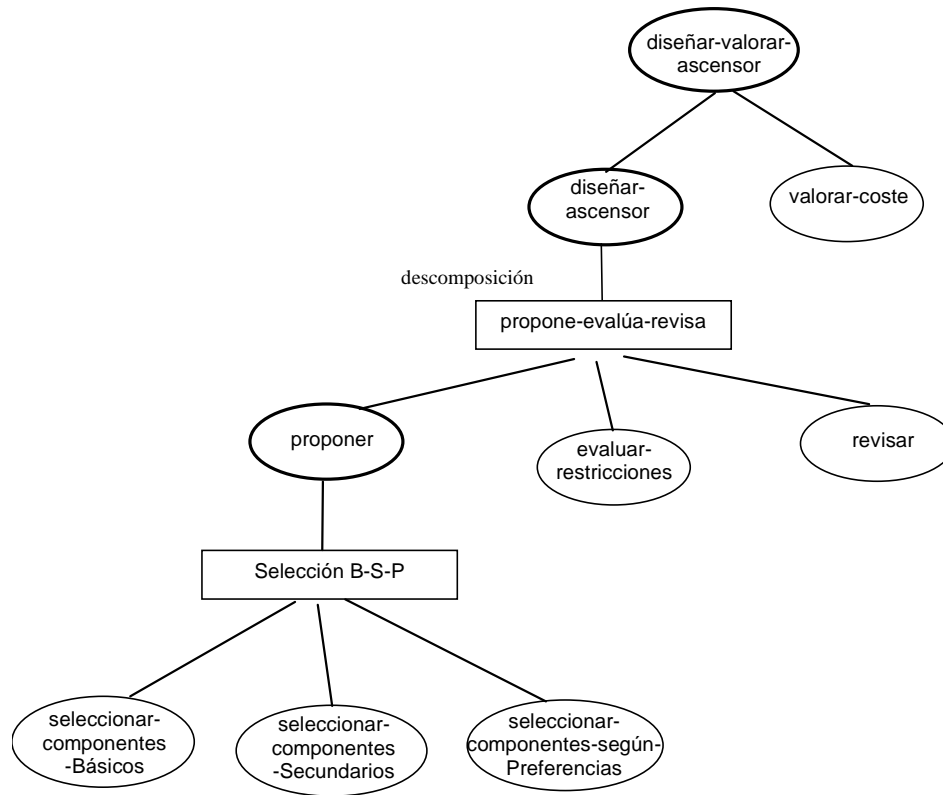 diseñar-valorar-
ascensor
diseñar-
ascensor
valorar-coste
descomposición
propone-evalúa-revisa
proponer
evaluar-
restricciones
revisar
Selección B-S-P
seleccionar-
componentes
-Básicos
seleccionar-
componentes
-Secundarios
seleccionar-
componentes-según-
Preferencias